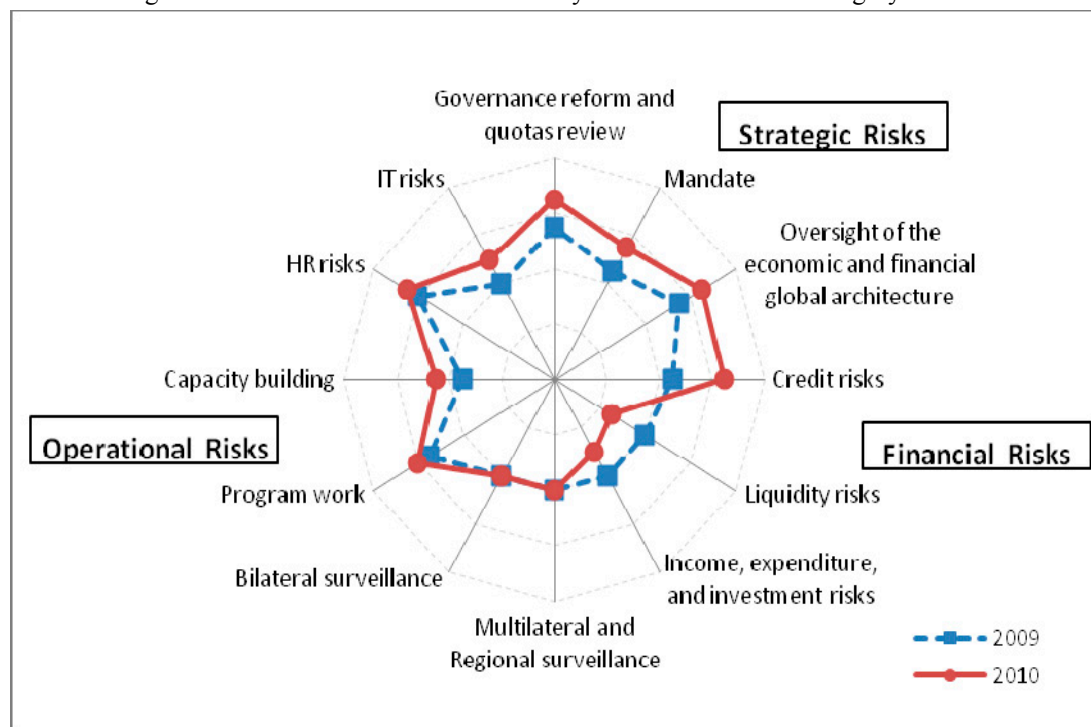 Governance reform and
quotas review
Strategic Risks
IT risks
Mandate
HR risks
Oversight of the
economic and financial
global architecture
Capacity building
Credit risks
Operational Risks
Financial Risks
Program work
Liquidity risks
Bilateral surveillance
Income, expenditure,
and investment risks
Multilateral and
Regional surveillance
2009
2010